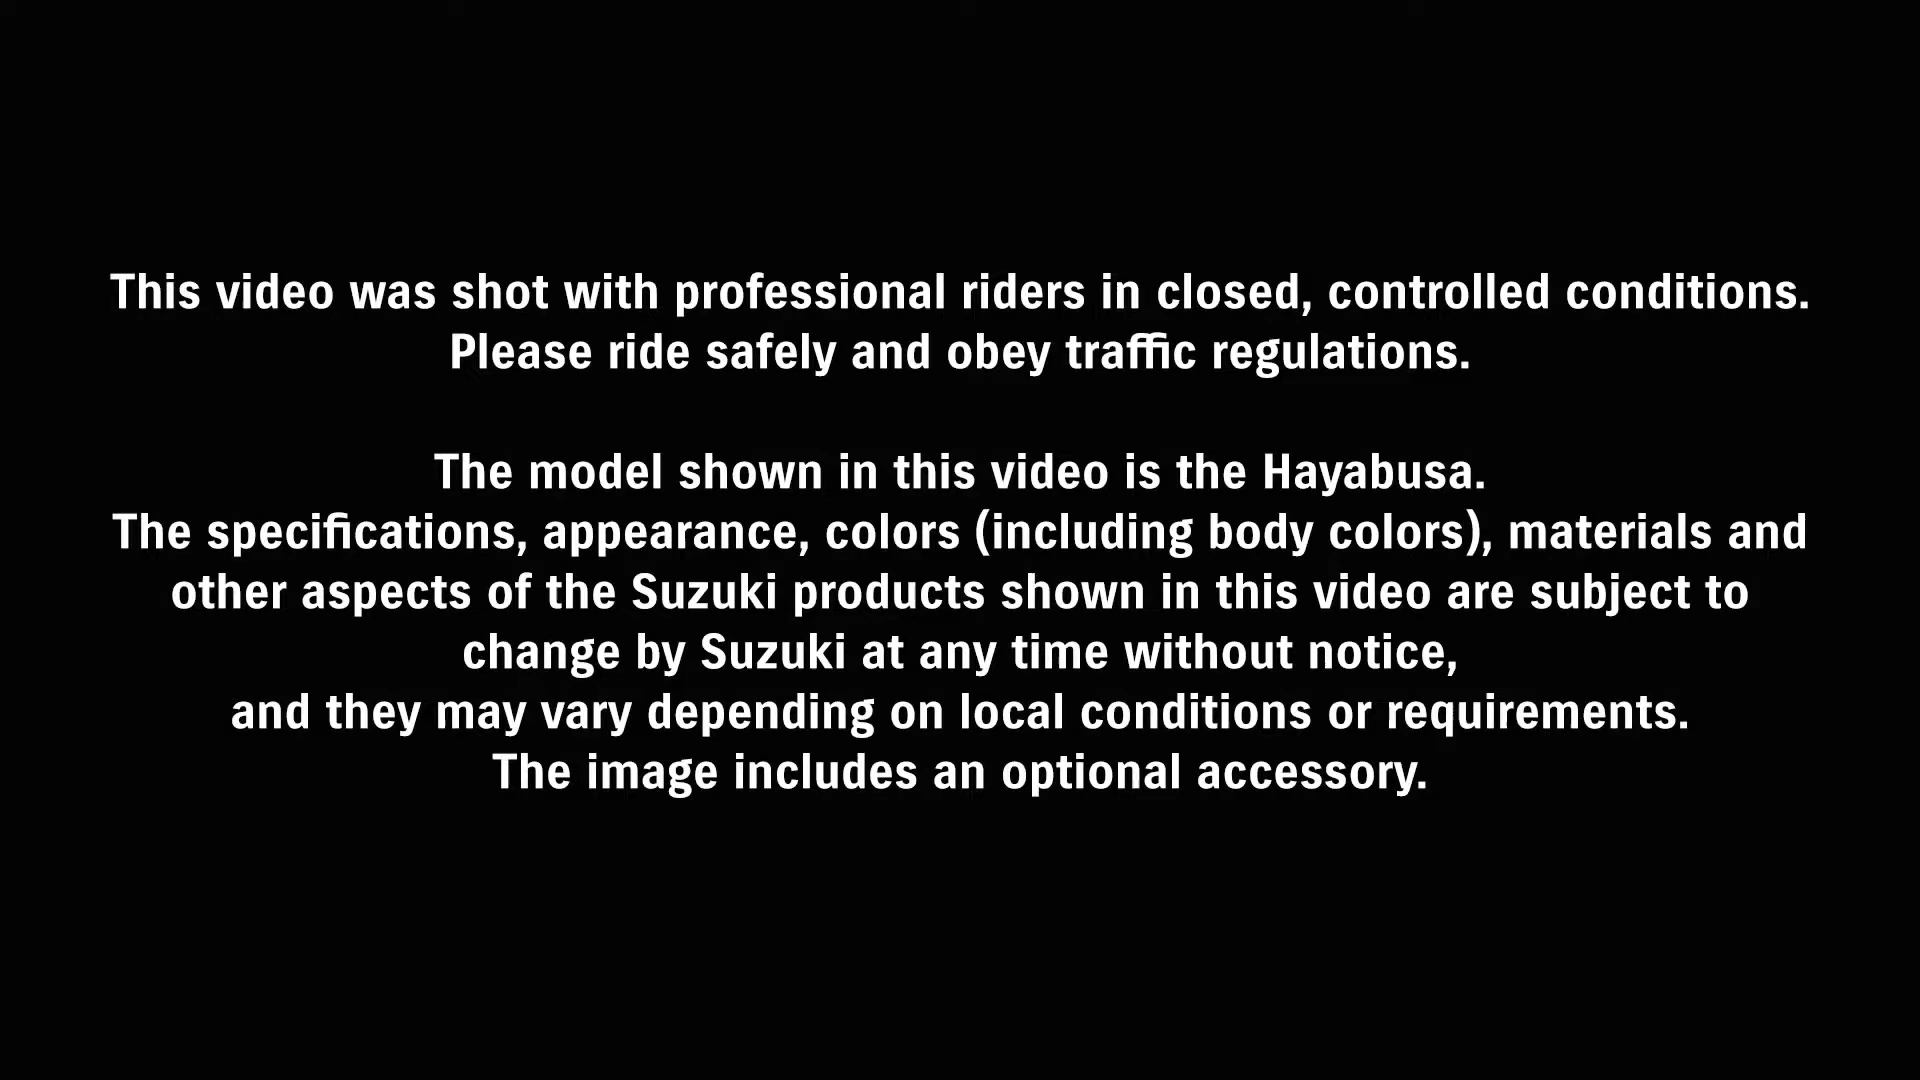 This video was shot with professional riders in closed, controlled conditions.
Please ride safely and obey traffic regulations.
The model shown in this video is the Hayabusa.
The specifications, appearance, colors (including body colors), materials and
other aspects of the Suzuki products shown in this video are subject to
change by Suzuki at any time without notice,
and they may vary depending on local conditions or requirements.
The image includes an optional accessory.